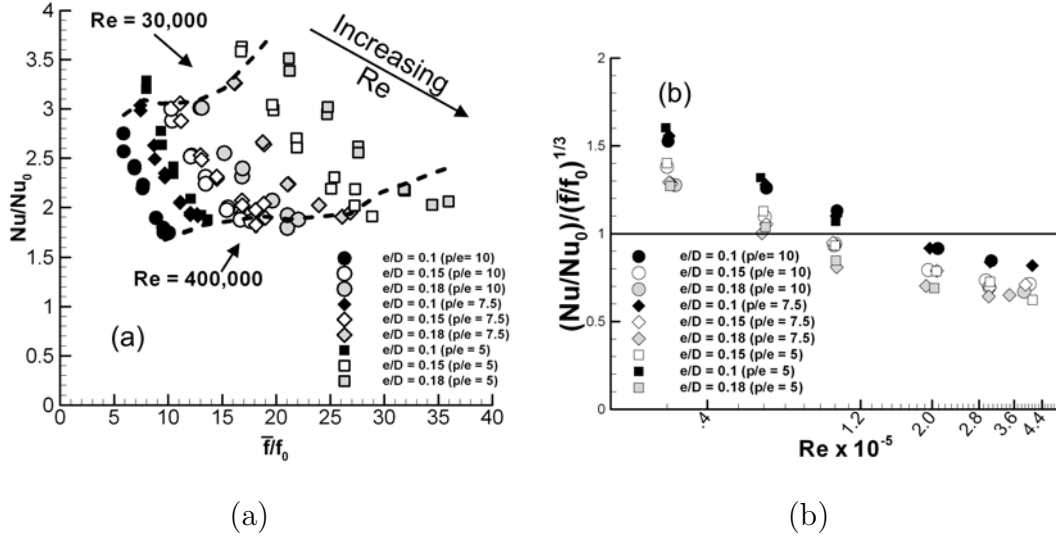 (a)
Re = 30,000
Increasing
Re
Nu/Nu₀
4
3.5
3
2.5
2
1.5
1
0.5
0
Re = 400,000
(a)
e/D = 0.1 (p/e= 10)
e/D = 0.15 (p/e = 10)
e/D = 0.18 (p/e = 10)
e/D = 0.1 (p/e = 7.5)
e/D = 0.15 (p/e = 7.5)
e/D = 0.18 (p/e = 7.5)
e/D = 0.1 (p/e = 5)
e/D = 0.15 (p/e = 5)
e/D = 0.18 (p/e = 5)
0 5 10 15 20 25 30 35 40
f̅/f₀
(b)
(Nu/Nu₀)/(f̅/f₀)^1/3
2
1.5
1
0.5
0
e/D = 0.1 (p/e = 10)
e/D = 0.15 (p/e = 10)
e/D = 0.18 (p/e = 10)
e/D = 0.1 (p/e = 7.5)
e/D = 0.15 (p/e = 7.5)
e/D = 0.18 (p/e = 7.5)
e/D = 0.15 (p/e = 5)
e/D = 0.1 (p/e = 5)
e/D = 0.18 (p/e = 5)
.4 1.2 2.0 2.8 3.6 4.4
Re x 10⁻⁵
(a)
(b)